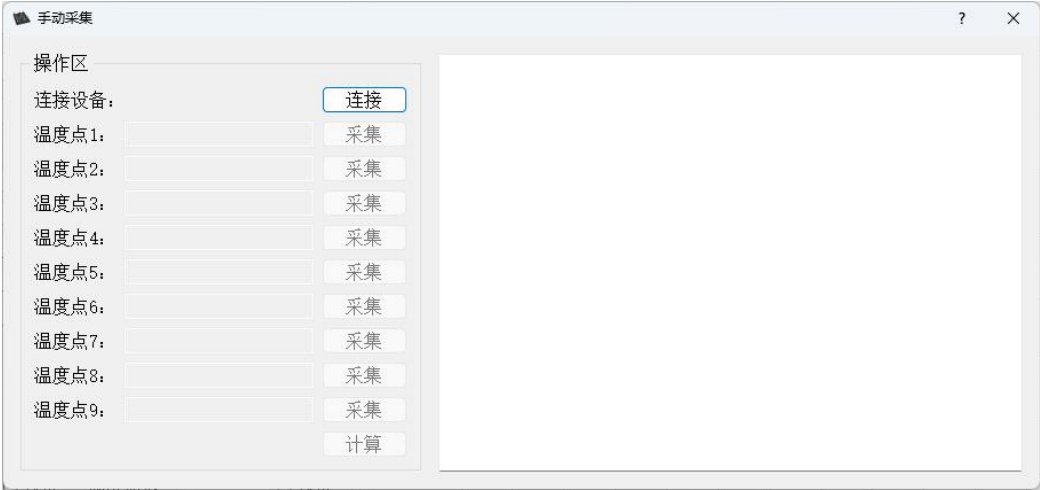 手动采集
操作区
连接设备： 连接
温度点1： 采集
温度点2： 采集
温度点3： 采集
温度点4： 采集
温度点5： 采集
温度点6： 采集
温度点7： 采集
温度点8： 采集
温度点9： 采集
计算